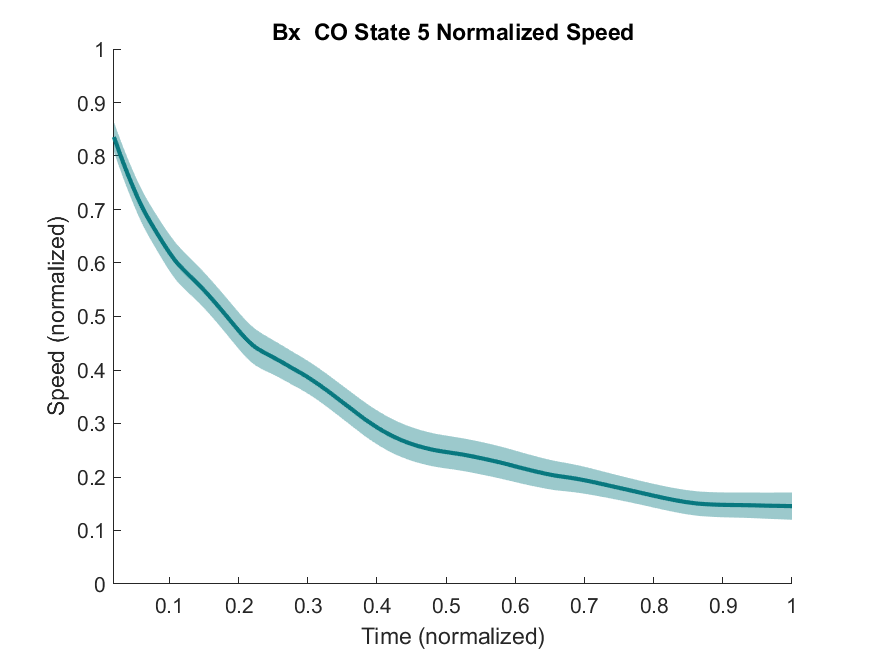 Bx  CO State 5 Normalized Speed
1
0.9
0.8
0.7
0.6
0.5
0.4
0.3
0.2
0.1
0
Speed (normalized)
0.1 0.2 0.3 0.4 0.5 0.6 0.7 0.8 0.9 1
Time (normalized)